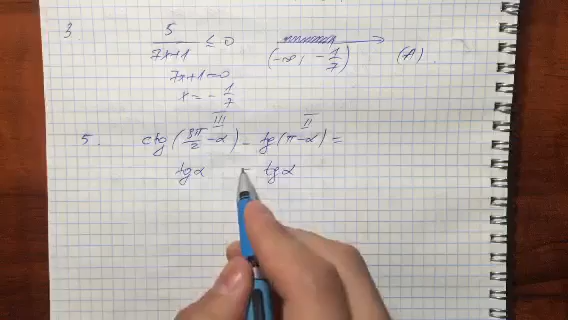 3. 5/(7x+1) ≤ 0 (-∞; -1/7) (A).
7x+1=0
x = -1/7
III II
5. ctg(3π/2 - α) - tg(π-α) =
tgα - tgα